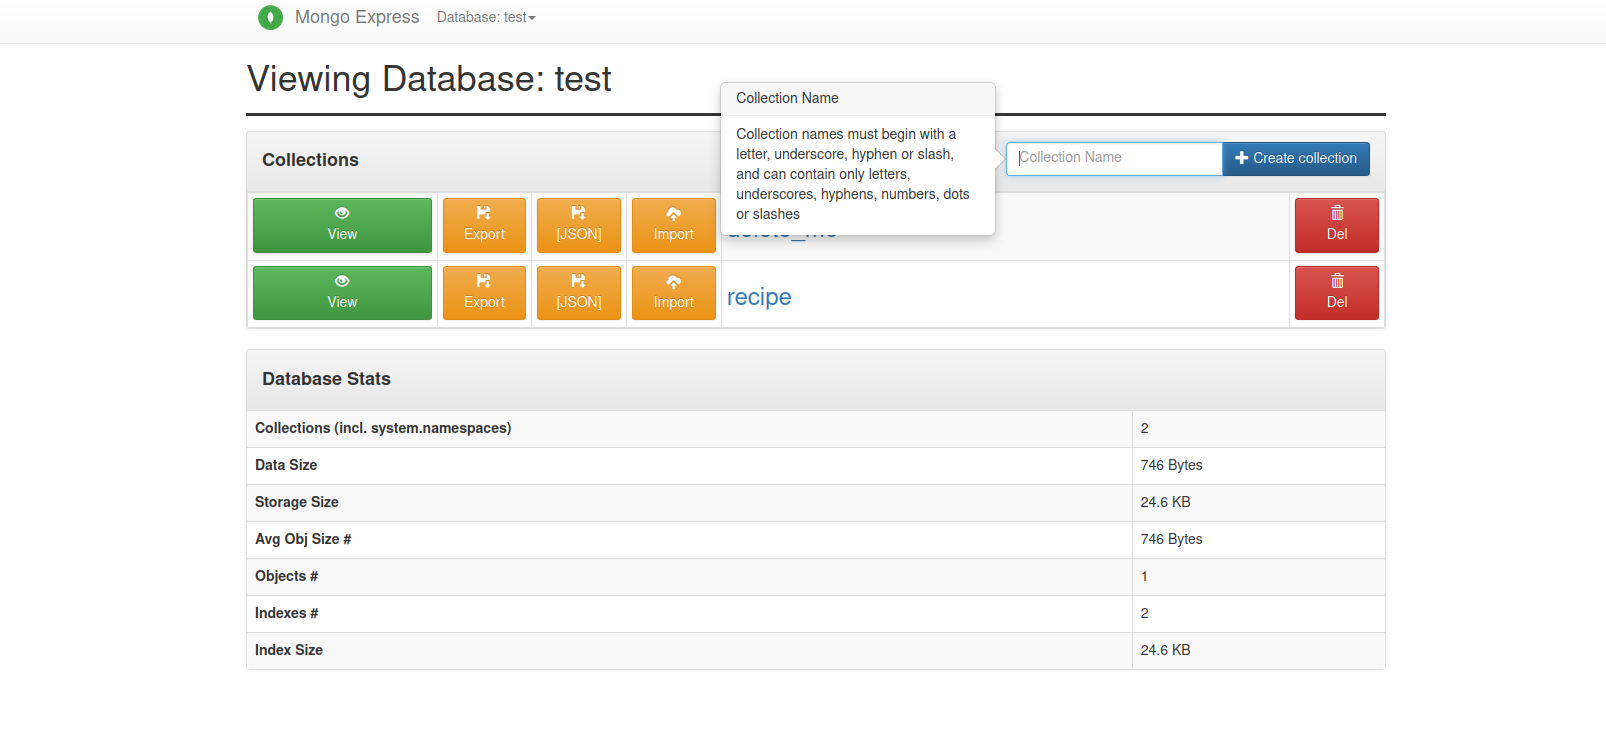 Mongo Express Database: test
Viewing Database: test
Collection Name
Collection names must begin with a
letter, underscore, hyphen or slash,
and can contain only letters,
underscores, hyphens, numbers, dots
or slashes
Collections
Collection Name
Create collection
View Export [JSON] Import Del
View Export [JSON] Import recipe Del
Database Stats
Collections (incl. system.namespaces) 2
Data Size 746 Bytes
Storage Size 24.6 KB
Avg Obj Size # 746 Bytes
Objects # 1
Indexes # 2
Index Size 24.6 KB